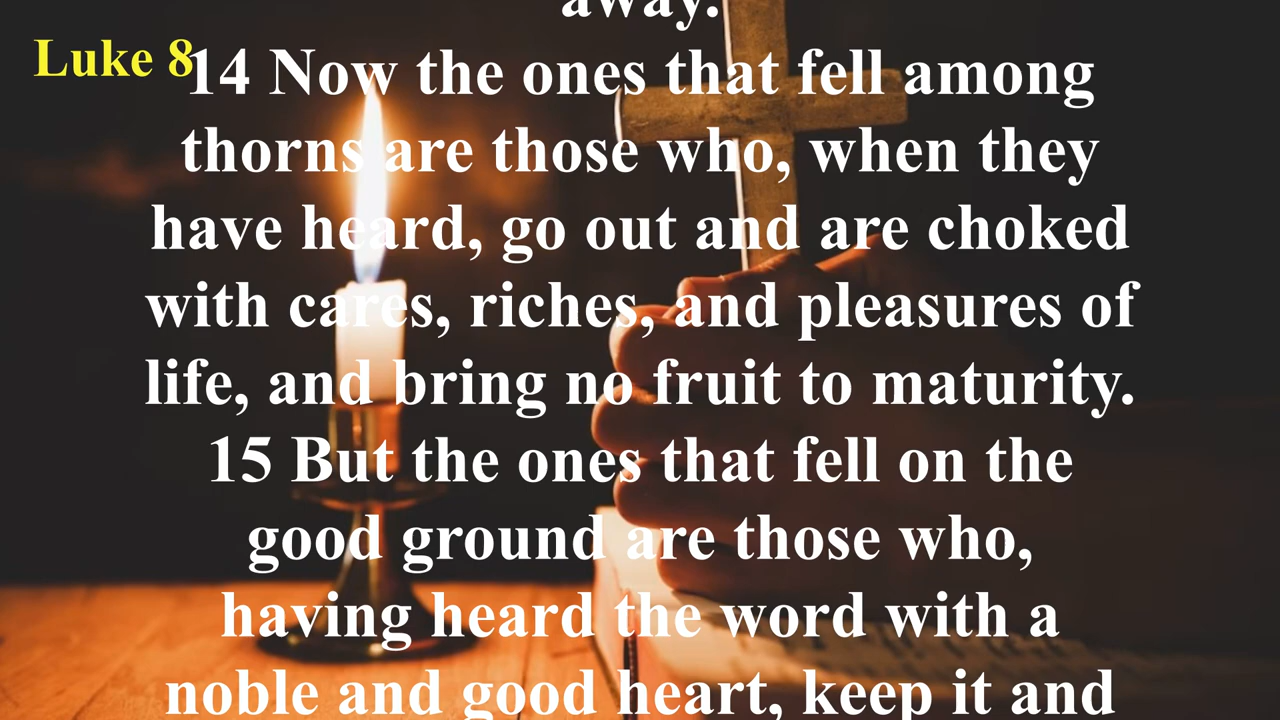 away.
Luke 8
14 Now the ones that fell among
thorns are those who, when they
have heard, go out and are choked
with cares, riches, and pleasures of
life, and bring no fruit to maturity.
15 But the ones that fell on the
good ground are those who,
having heard the word with a
noble and good heart, keep it and